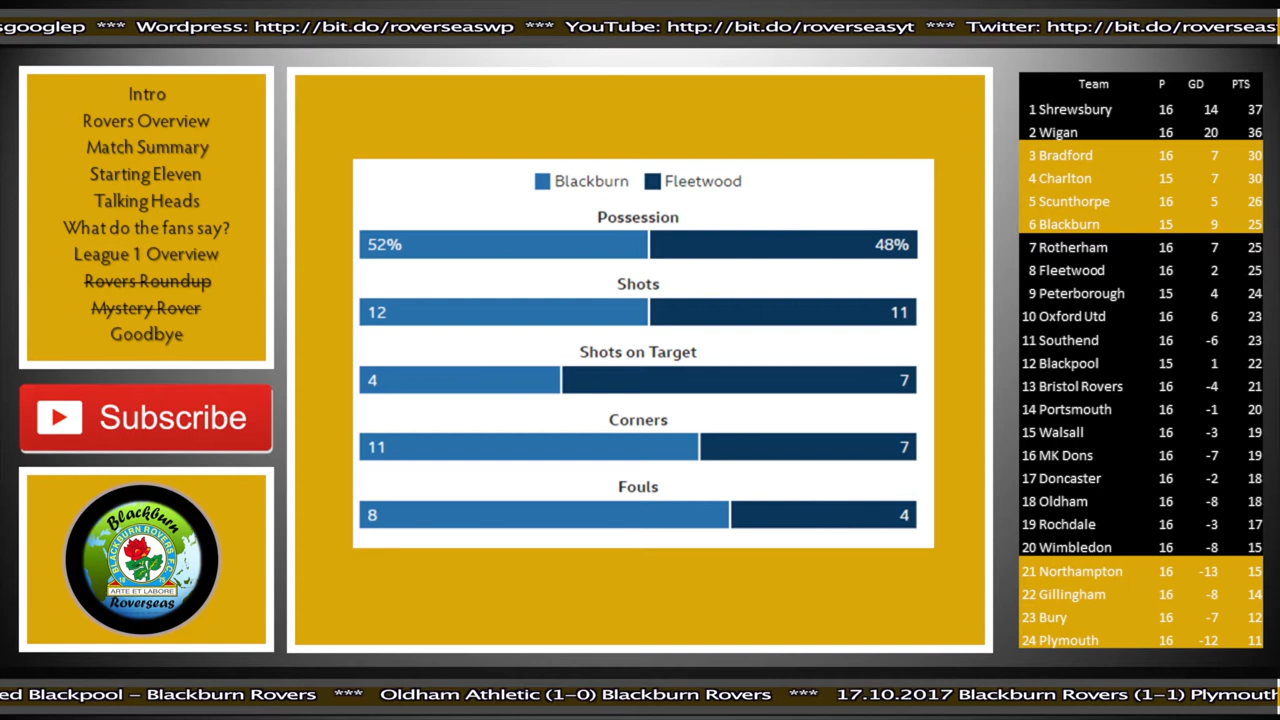 sgooglep *** Wordpress: http://bit.do/roverseaswp *** YouTube: http://bit.do/roverseasyt *** Twitter: http://bit.do/roverseas
Intro
Rovers Overview
Match Summary
Starting Eleven
Talking Heads
What do the fans say?
League 1 Overview
Rovers Roundup
Mystery Rover
Goodbye
Subscribe
Blackburn
BLACKBURN ROVERS F.C.
18 75
ARTE ET LABORE
Roverseas
Blackburn Fleetwood
Possession
52% 48%
Shots
12 11
Shots on Target
4 7
Corners
11 7
Fouls
8 4
Team P GD PTS
1 Shrewsbury 16 14 37
2 Wigan 16 20 36
3 Bradford 16 7 30
4 Charlton 15 7 30
5 Scunthorpe 16 5 26
6 Blackburn 15 9 25
7 Rotherham 16 7 25
8 Fleetwood 16 2 25
9 Peterborough 15 4 24
10 Oxford Utd 16 6 23
11 Southend 16 -6 23
12 Blackpool 15 1 22
13 Bristol Rovers 16 -4 21
14 Portsmouth 16 -1 20
15 Walsall 16 -3 19
16 MK Dons 16 -7 19
17 Doncaster 16 -2 18
18 Oldham 16 -8 18
19 Rochdale 16 -3 17
20 Wimbledon 16 -8 15
21 Northampton 16 -13 15
22 Gillingham 16 -8 14
23 Bury 16 -7 12
24 Plymouth 16 -12 11
ed Blackpool – Blackburn Rovers *** Oldham Athletic (1-0) Blackburn Rovers *** 17.10.2017 Blackburn Rovers (1-1) Plymouth